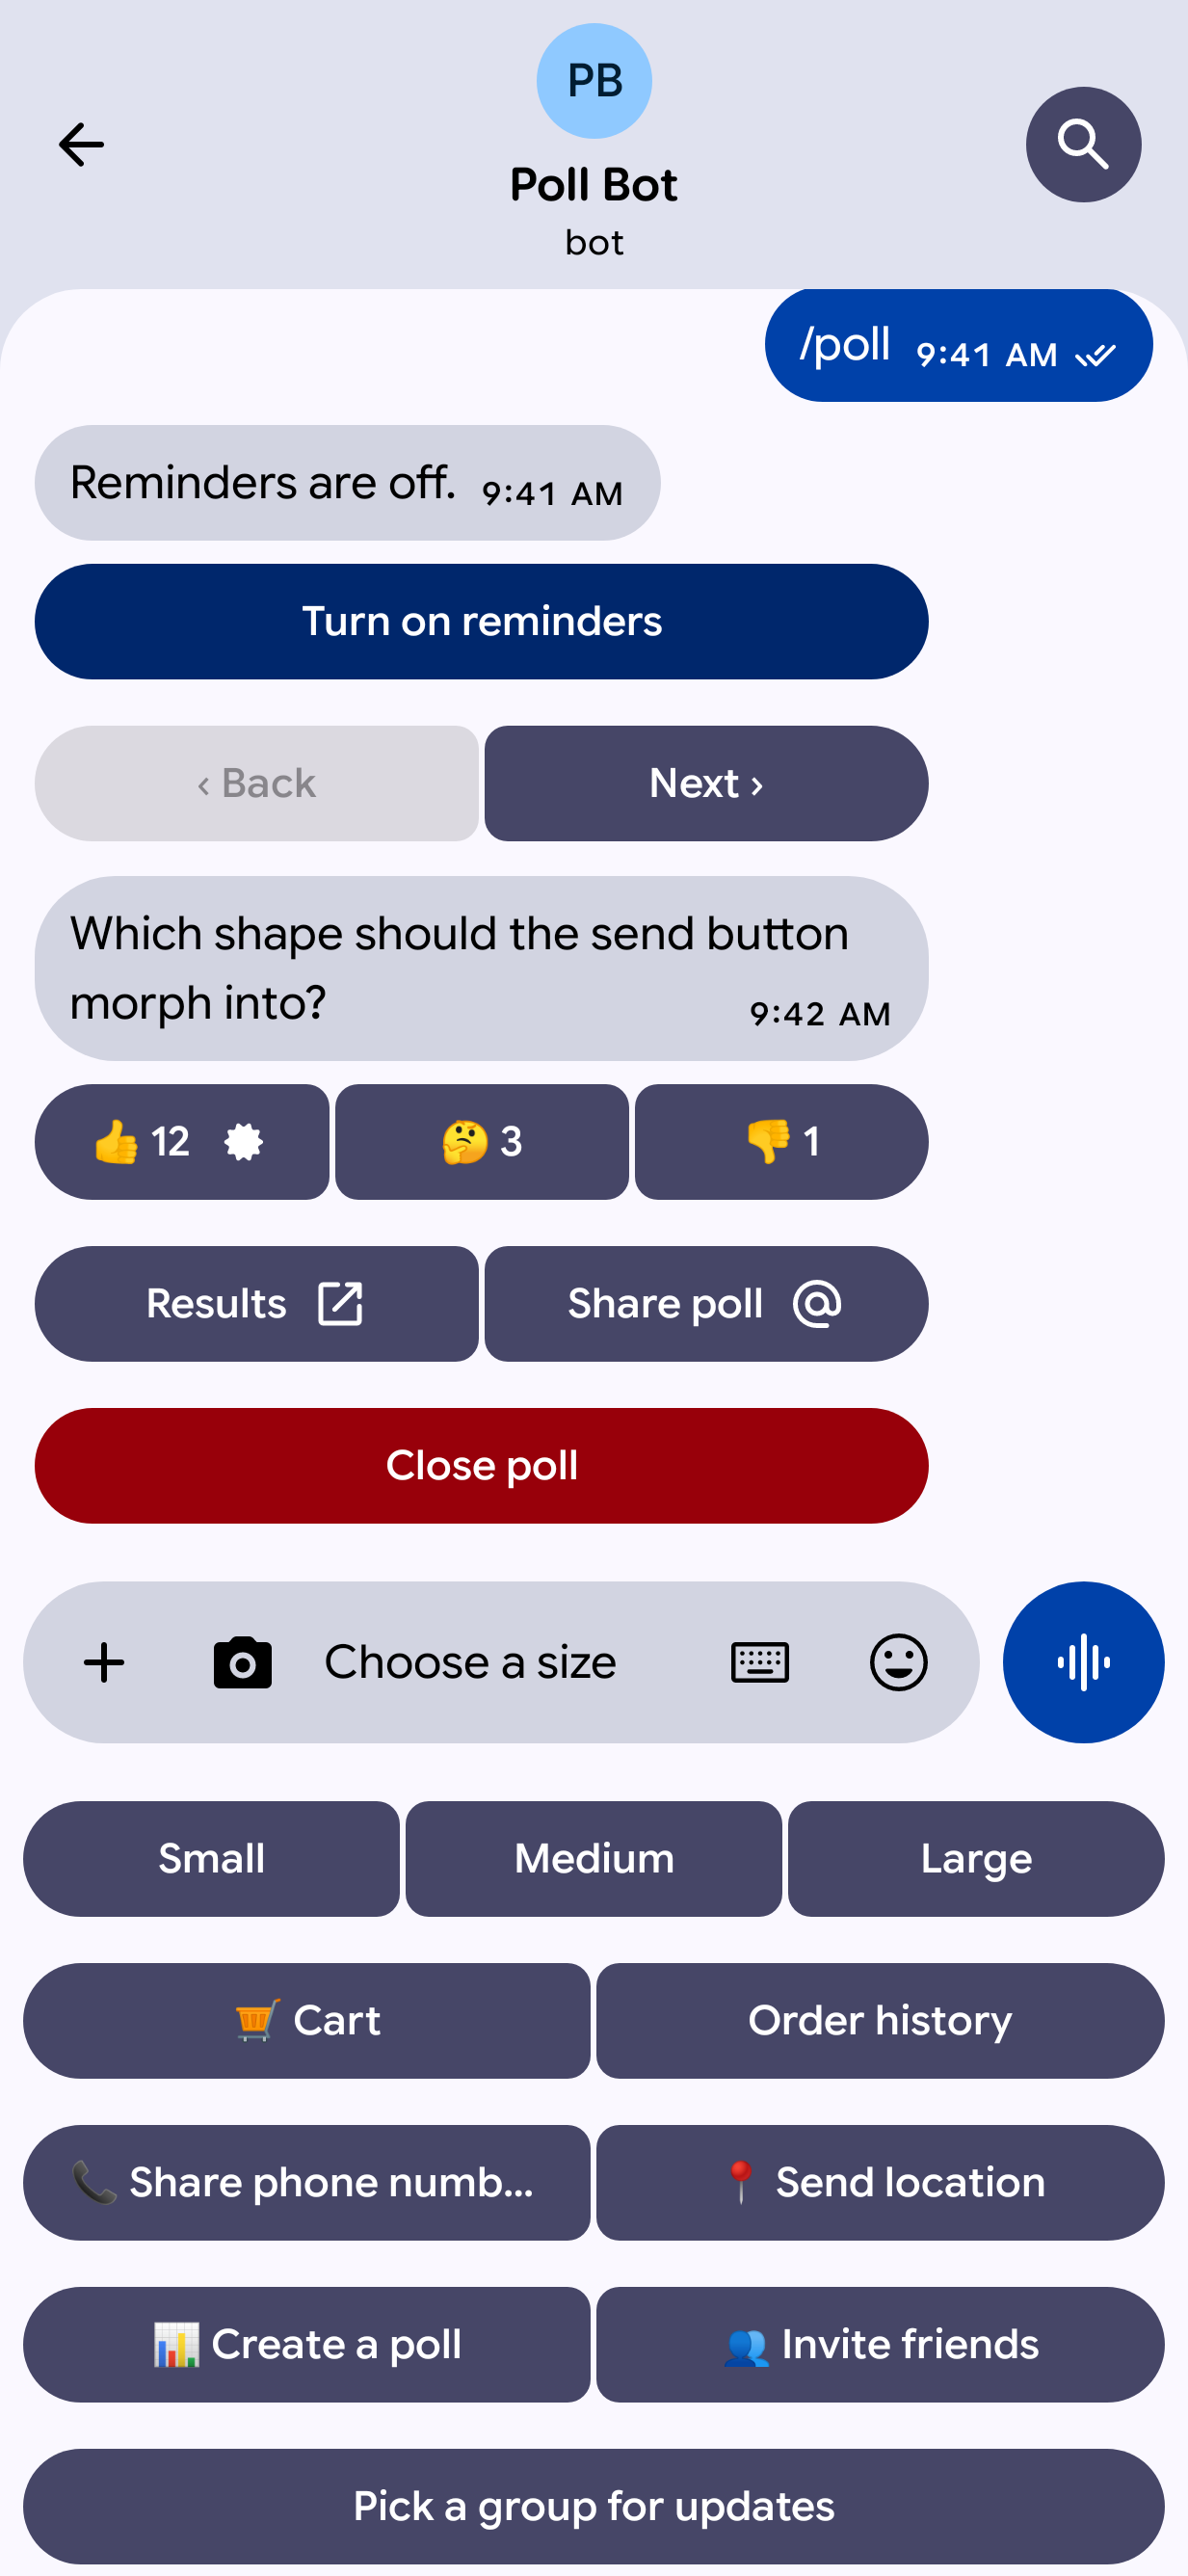 PB
Poll Bot
bot
/poll 9:41 AM
Reminders are off. 9:41 AM
Turn on reminders
‹ Back
Next ›
Which shape should the send button
morph into? 9:42 AM
👍 12
🤔 3
👎 1
Results
Share poll
Close poll
Choose a size
Small
Medium
Large
🛒 Cart
Order history
📞 Share phone numb...
📍 Send location
📊 Create a poll
👥 Invite friends
Pick a group for updates